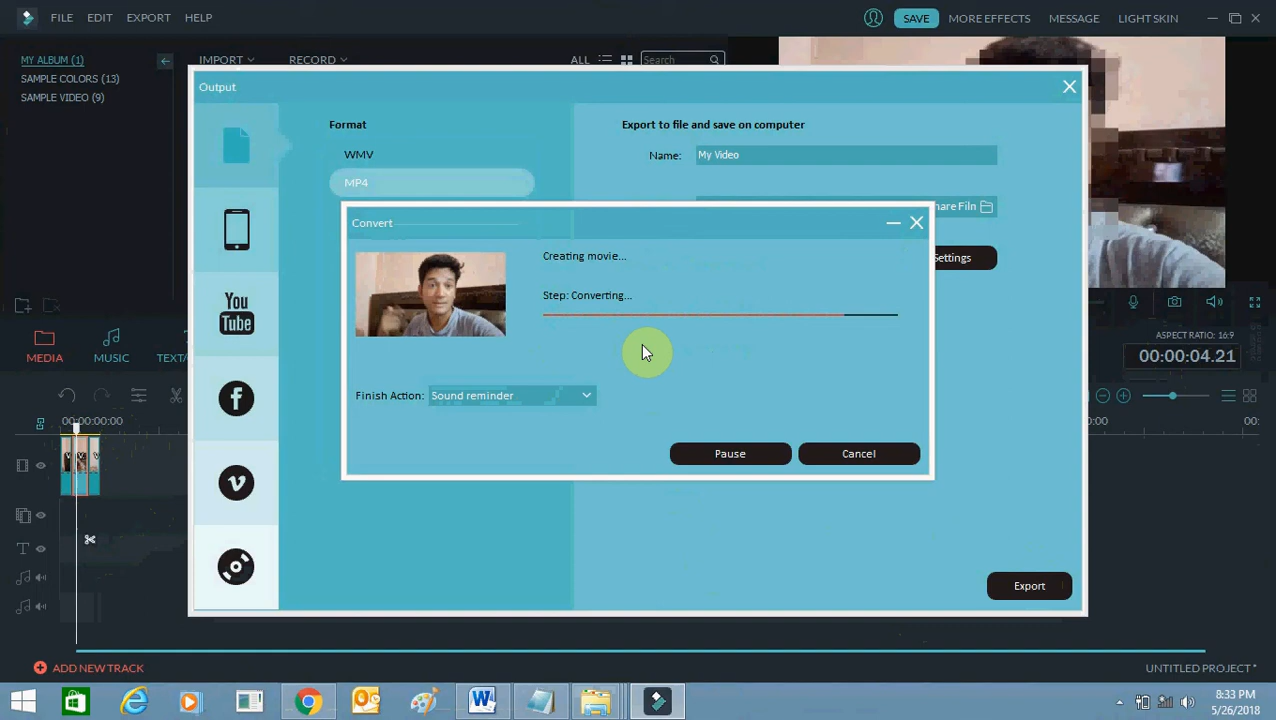 FILE EDIT EXPORT HELP SAVE MORE EFFECTS MESSAGE LIGHT SKIN
MY ALBUM (1)
SAMPLE COLORS (13)
SAMPLE VIDEO (9)
IMPORT RECORD ALL Search
Output
Format
WMV
MP4
Export to file and save on computer
Name: My Video
Settings
Convert
Creating movie...
Step: Converting...
Finish Action: Sound reminder
Pause Cancel
You
Tube
Export
MEDIA MUSIC TEXT/
ASPECT RATIO: 16:9
00:00:04.21
00:00:00:00
ADD NEW TRACK
UNTITLED PROJECT *
8:33 PM
5/26/2018